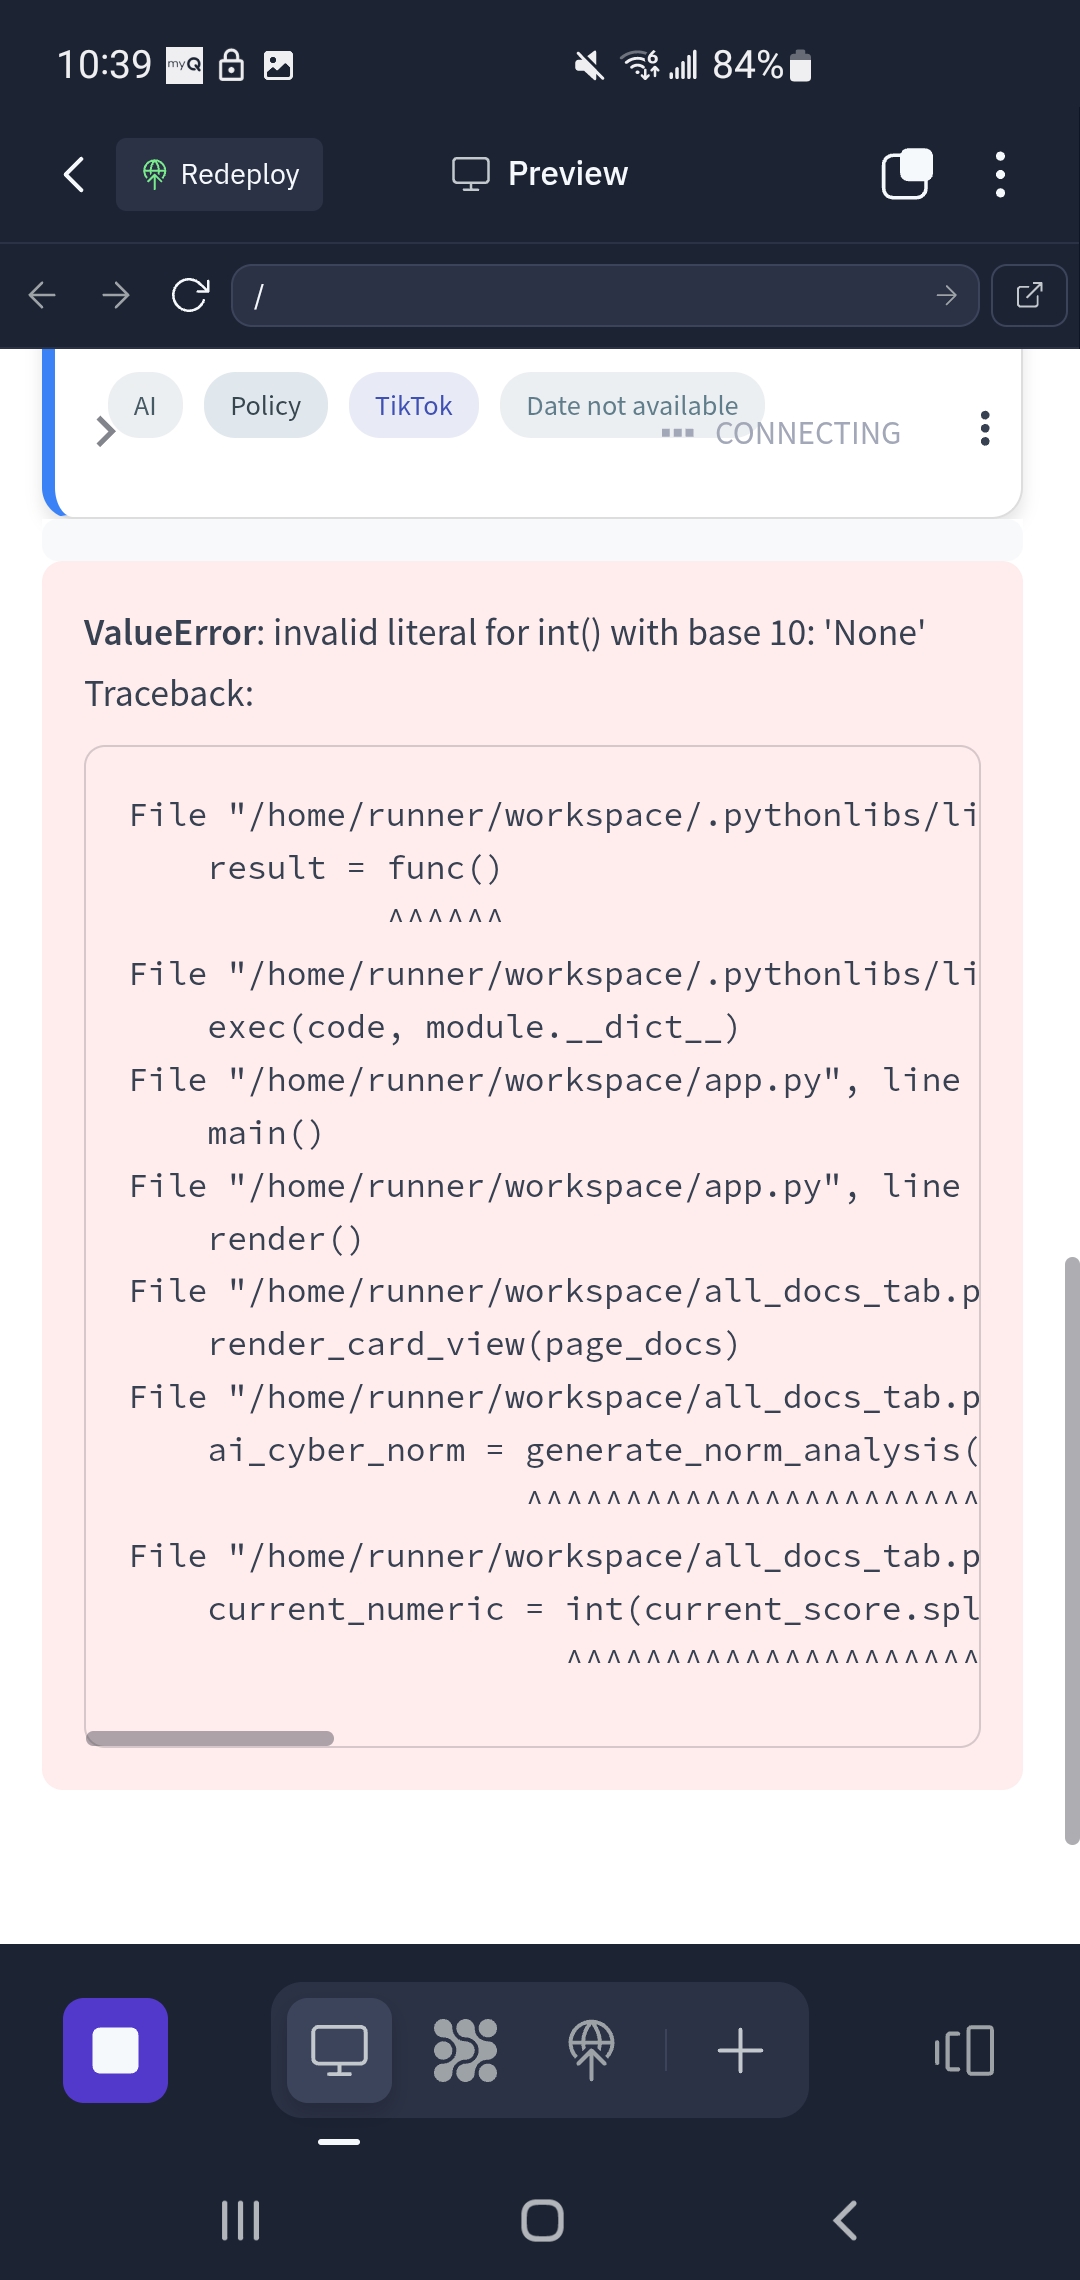 10:39 myQ 6 84%
Redeploy Preview
/
AI Policy TikTok Date not available
CONNECTING
ValueError: invalid literal for int() with base 10: 'None'
Traceback:
File "/home/runner/workspace/.pythonlibs/li
result = func()
^^^^^^
File "/home/runner/workspace/.pythonlibs/li
exec(code, module.__dict__)
File "/home/runner/workspace/app.py", line
main()
File "/home/runner/workspace/app.py", line
render()
File "/home/runner/workspace/all_docs_tab.p
render_card_view(page_docs)
File "/home/runner/workspace/all_docs_tab.p
ai_cyber_norm = generate_norm_analysis(
^^^^^^^^^^^^^^^^^^^^^^^
File "/home/runner/workspace/all_docs_tab.p
current_numeric = int(current_score.spl
^^^^^^^^^^^^^^^^^^^^^